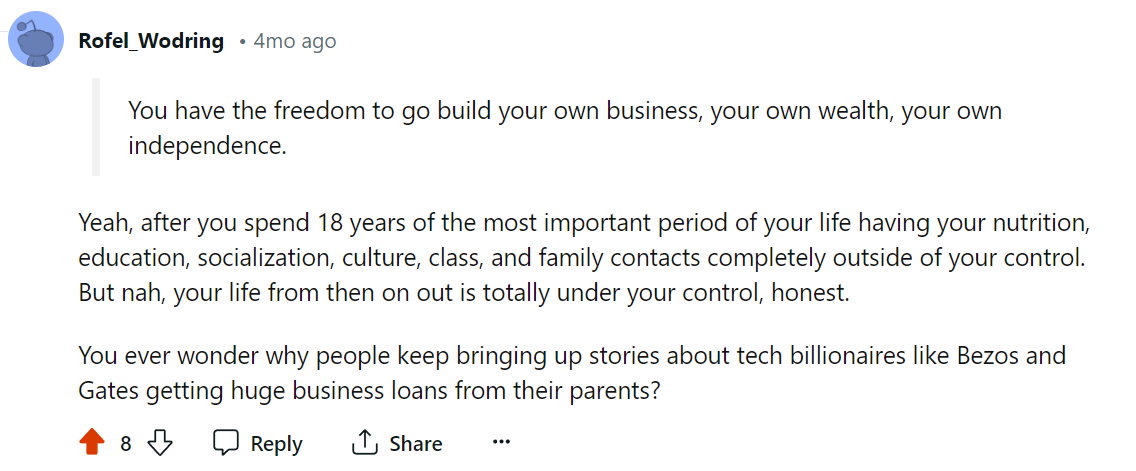 Rofel_Wodring • 4mo ago
You have the freedom to go build your own business, your own wealth, your own
independence.
Yeah, after you spend 18 years of the most important period of your life having your nutrition,
education, socialization, culture, class, and family contacts completely outside of your control.
But nah, your life from then on out is totally under your control, honest.
You ever wonder why people keep bringing up stories about tech billionaires like Bezos and
Gates getting huge business loans from their parents?
8 Reply Share ...